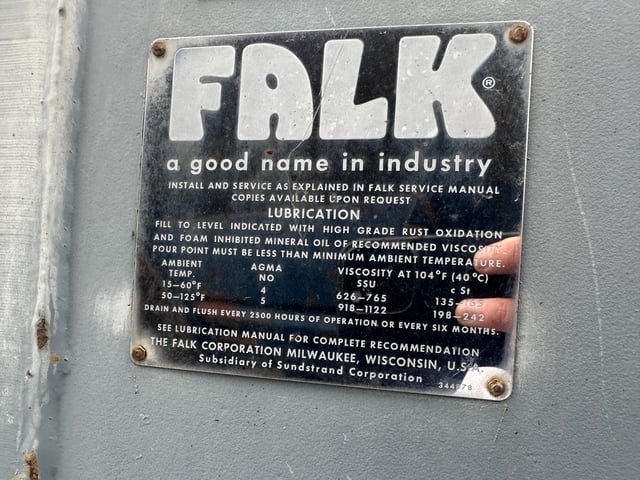 FALK®
a good name in industry
INSTALL AND SERVICE AS EXPLAINED IN FALK SERVICE MANUAL
COPIES AVAILABLE UPON REQUEST
LUBRICATION
FILL TO LEVEL INDICATED WITH HIGH GRADE RUST OXIDATION
AND FOAM INHIBITED MINERAL OIL OF RECOMMENDED VISCOSITY.
POUR POINT MUST BE LESS THAN MINIMUM AMBIENT TEMPERATURE.
AMBIENT AGMA VISCOSITY AT 104°F (40°C)
TEMP. NO SSU c St
15-60°F 4 626-765 135-165
50-125°F 5 918-1122 198-242
DRAIN AND FLUSH EVERY 2500 HOURS OF OPERATION OR EVERY SIX MONTHS.
SEE LUBRICATION MANUAL FOR COMPLETE RECOMMENDATION
THE FALK CORPORATION MILWAUKEE, WISCONSIN, U.S.A.
Subsidiary of Sundstrand Corporation